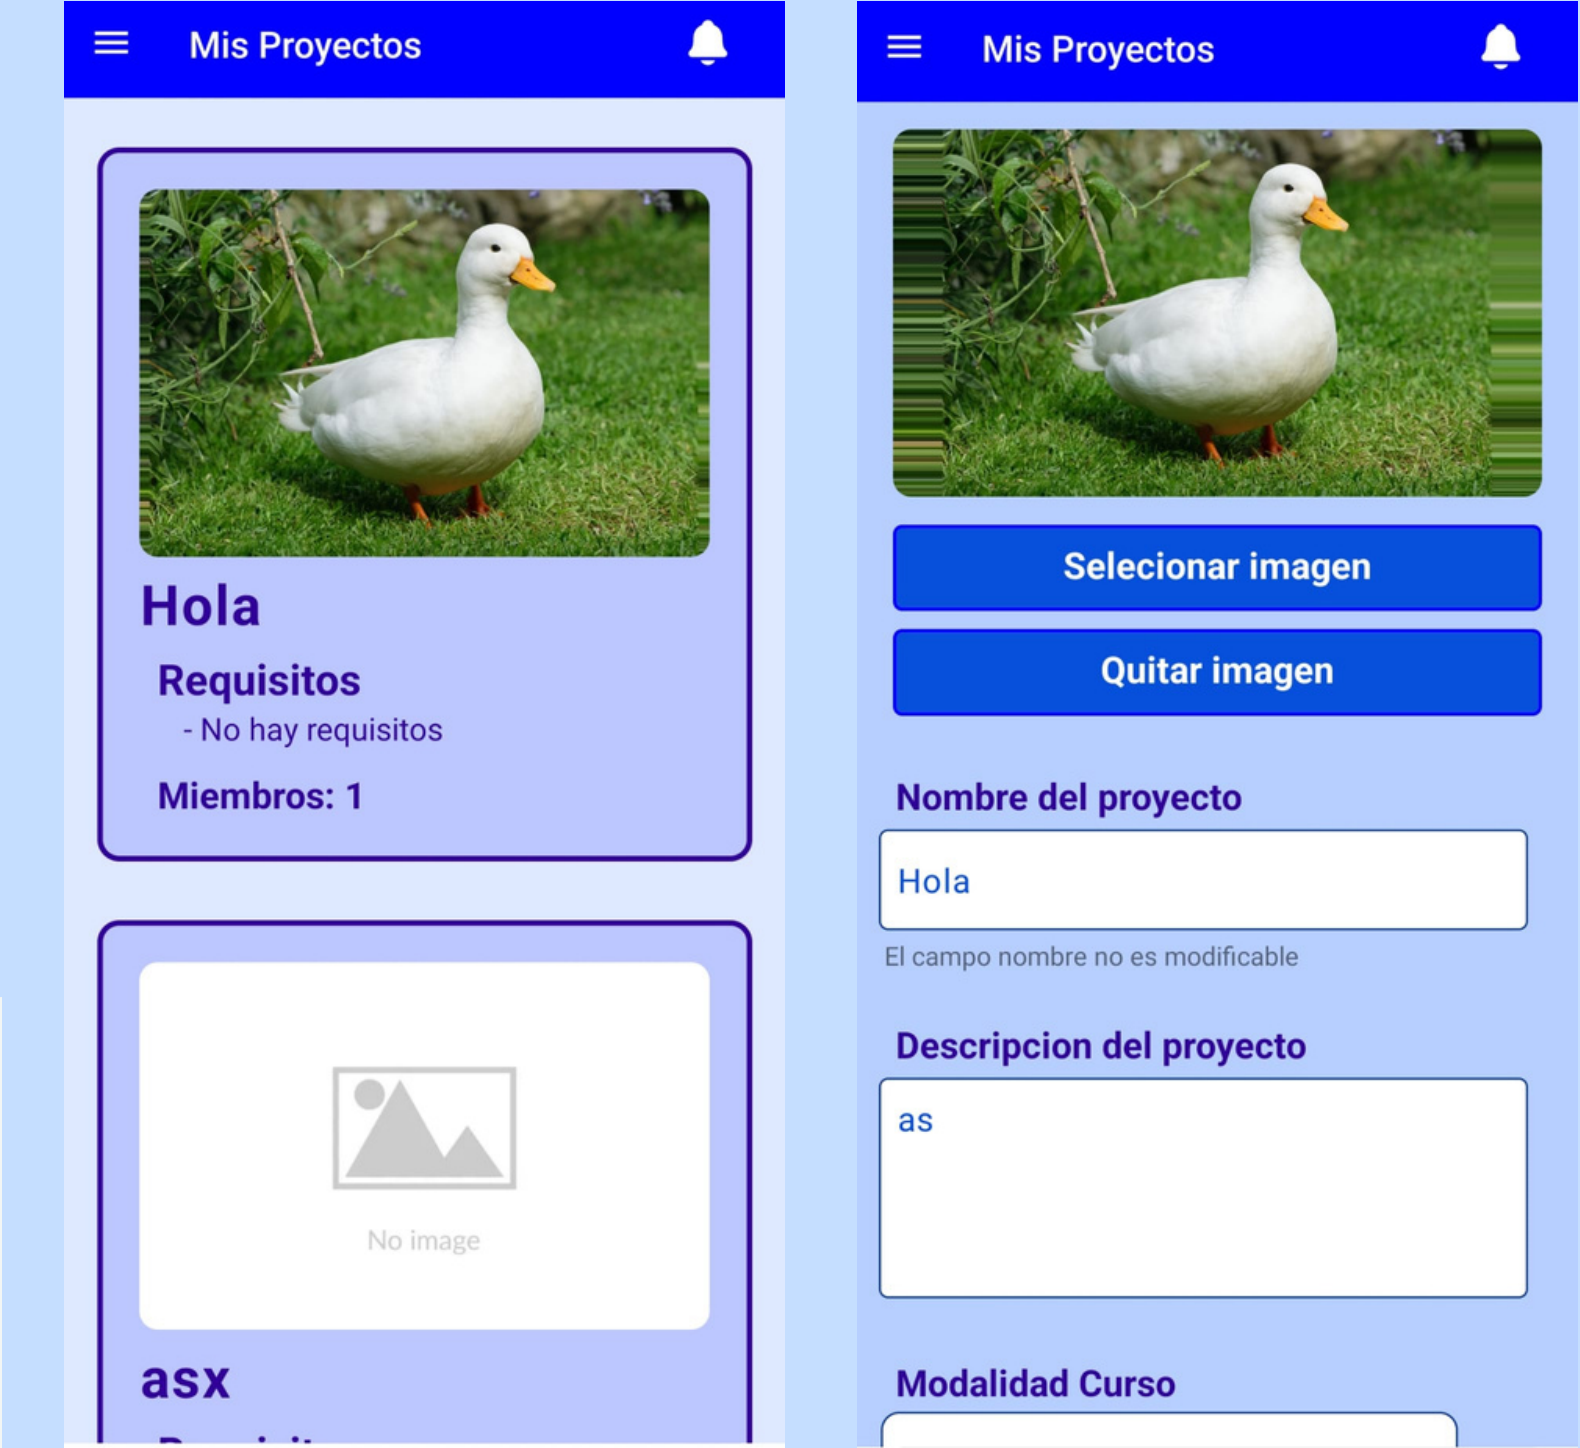 Mis Proyectos
Hola
Requisitos
- No hay requisitos
Miembros: 1
No image
asx
Mis Proyectos
Selecionar imagen
Quitar imagen
Nombre del proyecto
Hola
El campo nombre no es modificable
Descripcion del proyecto
as
Modalidad Curso